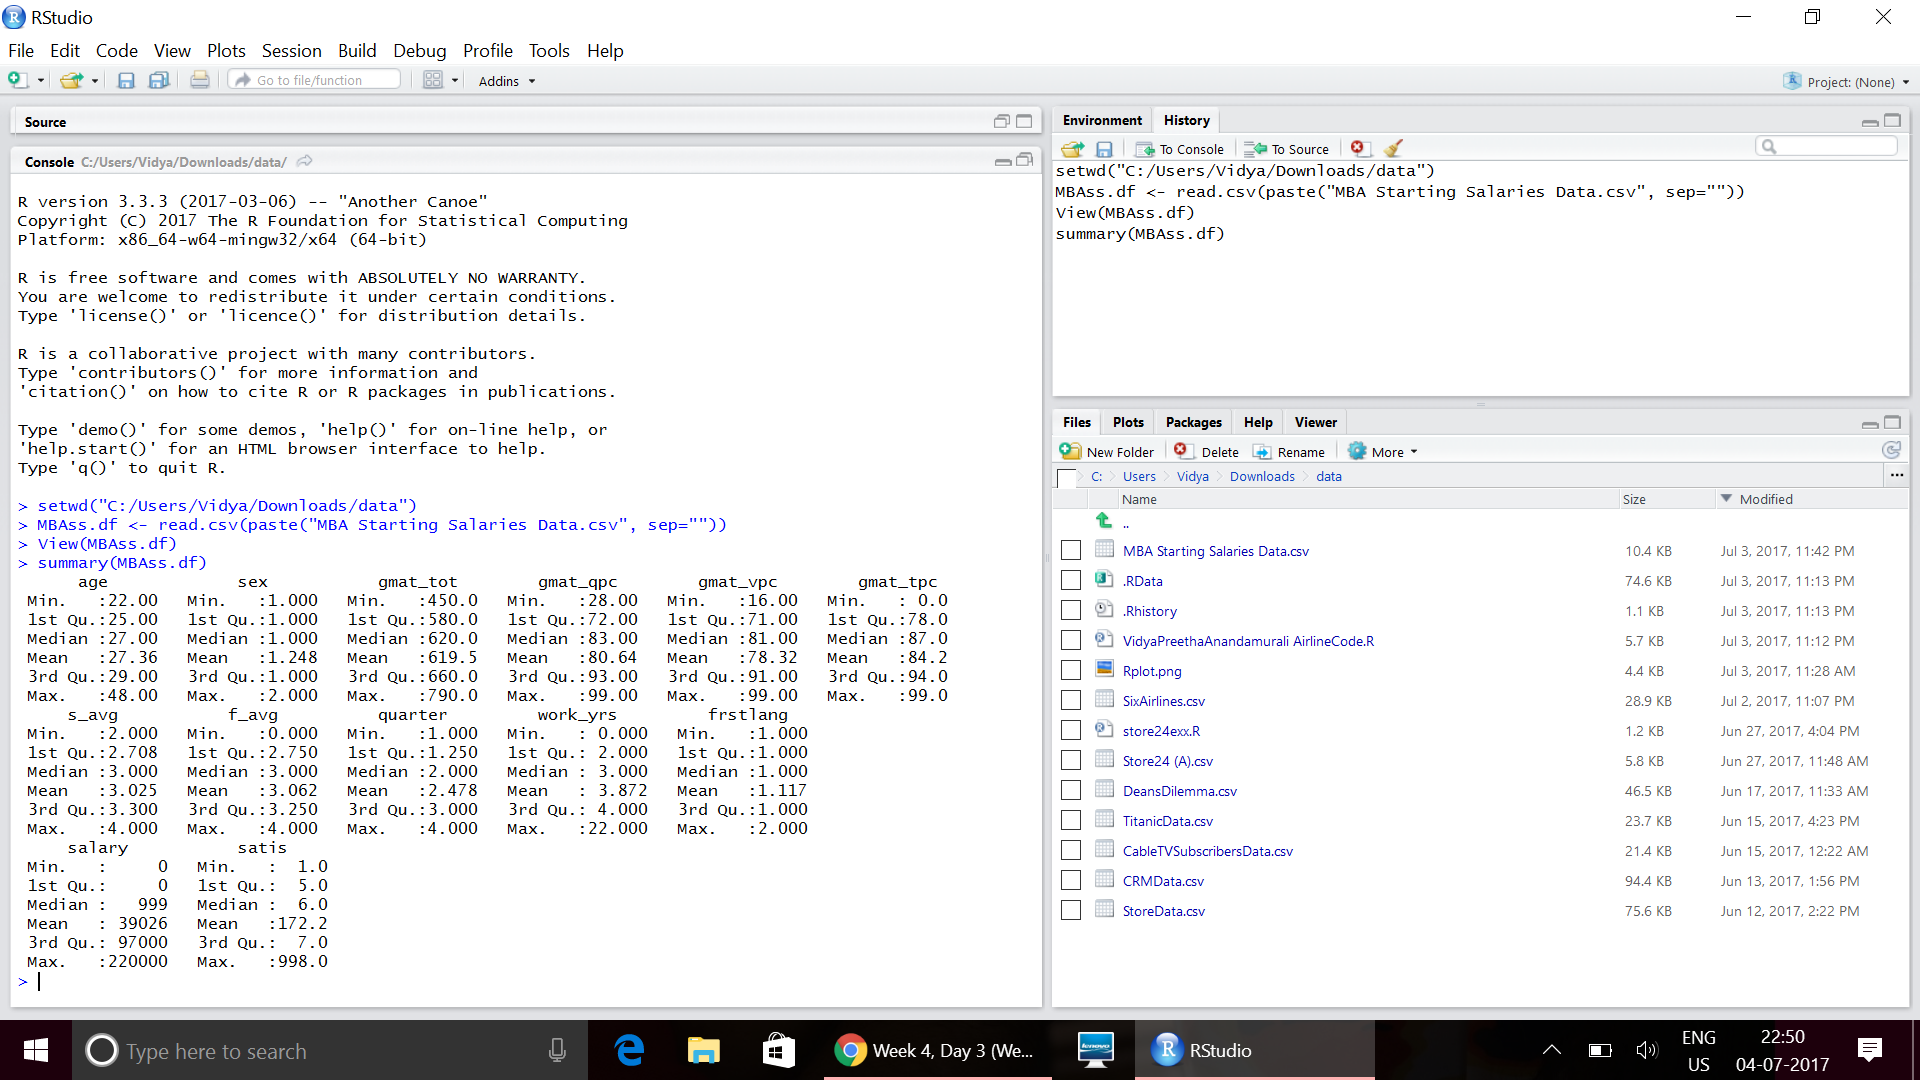 RStudio
File Edit Code View Plots Session Build Debug Profile Tools Help
Go to file/function Addins Project: (None)
Source
Console C:/Users/Vidya/Downloads/data/
R version 3.3.3 (2017-03-06) -- "Another Canoe"
Copyright (C) 2017 The R Foundation for Statistical Computing
Platform: x86_64-w64-mingw32/x64 (64-bit)
R is free software and comes with ABSOLUTELY NO WARRANTY.
You are welcome to redistribute it under certain conditions.
Type 'license()' or 'licence()' for distribution details.
R is a collaborative project with many contributors.
Type 'contributors()' for more information and
'citation()' on how to cite R or R packages in publications.
Type 'demo()' for some demos, 'help()' for on-line help, or
'help.start()' for an HTML browser interface to help.
Type 'q()' to quit R.
> setwd("C:/Users/Vidya/Downloads/data")
> MBAss.df <- read.csv(paste("MBA Starting Salaries Data.csv", sep=""))
> View(MBAss.df)
> summary(MBAss.df)
age sex gmat_tot gmat_qpc gmat_vpc gmat_tpc
Min. :22.00 Min. :1.000 Min. :450.0 Min. :28.00 Min. :16.00 Min. : 0.0
1st Qu.:25.00 1st Qu.:1.000 1st Qu.:580.0 1st Qu.:72.00 1st Qu.:71.00 1st Qu.:78.0
Median :27.00 Median :1.000 Median :620.0 Median :83.00 Median :81.00 Median :87.0
Mean :27.36 Mean :1.248 Mean :619.5 Mean :80.64 Mean :78.32 Mean :84.2
3rd Qu.:29.00 3rd Qu.:1.000 3rd Qu.:660.0 3rd Qu.:93.00 3rd Qu.:91.00 3rd Qu.:94.0
Max. :48.00 Max. :2.000 Max. :790.0 Max. :99.00 Max. :99.00 Max. :99.0
s_avg f_avg quarter work_yrs frstlang
Min. :2.000 Min. :0.000 Min. :1.000 Min. : 0.000 Min. :1.000
1st Qu.:2.708 1st Qu.:2.750 1st Qu.:1.250 1st Qu.: 2.000 1st Qu.:1.000
Median :3.000 Median :3.000 Median :2.000 Median : 3.000 Median :1.000
Mean :3.025 Mean :3.062 Mean :2.478 Mean : 3.872 Mean :1.117
3rd Qu.:3.300 3rd Qu.:3.250 3rd Qu.:3.000 3rd Qu.: 4.000 3rd Qu.:1.000
Max. :4.000 Max. :4.000 Max. :4.000 Max. :22.000 Max. :2.000
salary satis
Min. : 0 Min. : 1.0
1st Qu.: 0 1st Qu.: 5.0
Median : 999 Median : 6.0
Mean : 39026 Mean :172.2
3rd Qu.: 97000 3rd Qu.: 7.0
Max. :220000 Max. :998.0
>
Environment History
To Console To Source
setwd("C:/Users/Vidya/Downloads/data")
MBAss.df <- read.csv(paste("MBA Starting Salaries Data.csv", sep=""))
View(MBAss.df)
summary(MBAss.df)
Files Plots Packages Help Viewer
New Folder Delete Rename More
C: Users Vidya Downloads data ...
Name Size Modified
..
MBA Starting Salaries Data.csv 10.4 KB Jul 3, 2017, 11:42 PM
.RData 74.6 KB Jul 3, 2017, 11:13 PM
.Rhistory 1.1 KB Jul 3, 2017, 11:13 PM
VidyaPreethaAnandamurali AirlineCode.R 5.7 KB Jul 3, 2017, 11:12 PM
Rplot.png 4.4 KB Jul 3, 2017, 11:28 AM
SixAirlines.csv 28.9 KB Jul 2, 2017, 11:07 PM
store24exx.R 1.2 KB Jun 27, 2017, 4:04 PM
Store24 (A).csv 5.8 KB Jun 27, 2017, 11:48 AM
DeansDilemma.csv 46.5 KB Jun 17, 2017, 11:33 AM
TitanicData.csv 23.7 KB Jun 15, 2017, 4:23 PM
CableTVSubscribersData.csv 21.4 KB Jun 15, 2017, 12:22 AM
CRMData.csv 94.4 KB Jun 13, 2017, 1:56 PM
StoreData.csv 75.6 KB Jun 12, 2017, 2:22 PM
Type here to search
Week 4, Day 3 (We...
lenovo
R RStudio
ENG
US
22:50
04-07-2017